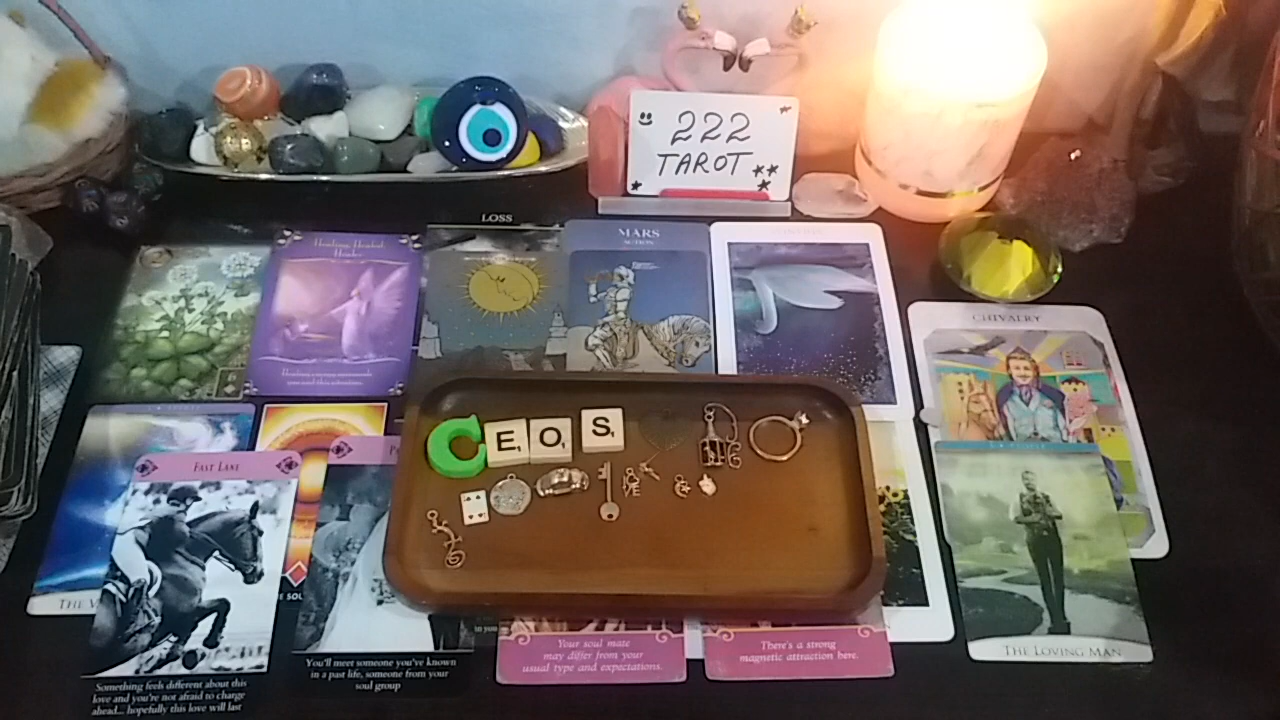 222
TAROT
LOSS
MARS
ACTION
Healing, Healed,
Healer
CHIVALRY
C
E
O
S
FAST LANE
Something feels different about this
love and you're not afraid to charge
ahead... hopefully this love will last
You'll meet someone you've known
in a past life, someone from your
soul group
Your soul mate
may differ from your
usual type and expectations.
There's a strong
magnetic attraction here.
THE LOVING MAN